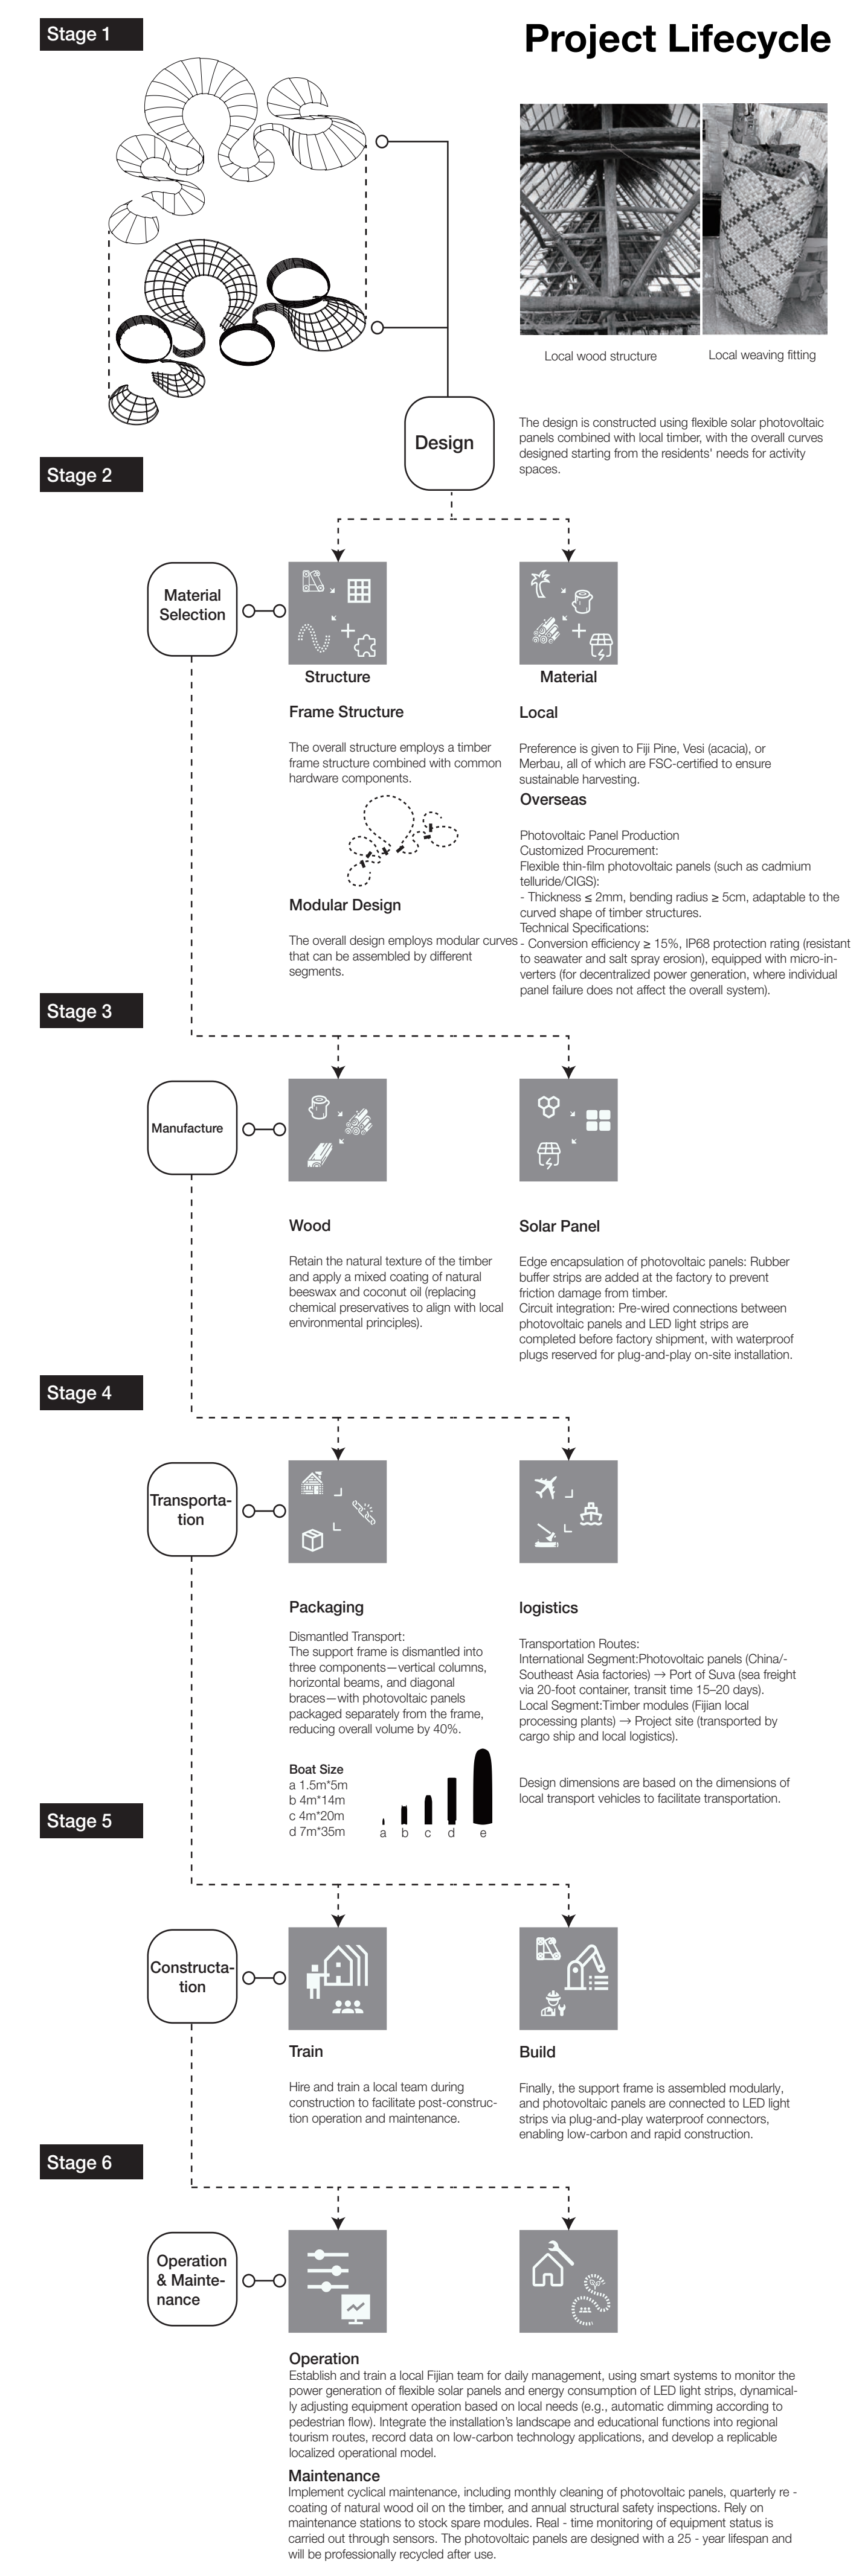 Stage 1
Project Lifecycle
Local wood structure
Local weaving fitting
Design
The design is constructed using flexible solar photovoltaic
panels combined with local timber, with the overall curves
designed starting from the residents' needs for activity
spaces.
Stage 2
Material
Selection
Structure
Material
Frame Structure
The overall structure employs a timber
frame structure combined with common
hardware components.
Modular Design
The overall design employs modular curves
that can be assembled by different
segments.
Local
Preference is given to Fiji Pine, Vesi (acacia), or
Merbau, all of which are FSC-certified to ensure
sustainable harvesting.
Overseas
Photovoltaic Panel Production
Customized Procurement:
Flexible thin-film photovoltaic panels (such as cadmium
telluride/CIGS):
- Thickness ≤ 2mm, bending radius ≥ 5cm, adaptable to the
curved shape of timber structures.
Technical Specifications:
- Conversion efficiency ≥ 15%, IP68 protection rating (resistant
to seawater and salt spray erosion), equipped with micro-in-
verters (for decentralized power generation, where individual
panel failure does not affect the overall system).
Stage 3
Manufacture
Wood
Retain the natural texture of the timber
and apply a mixed coating of natural
beeswax and coconut oil (replacing
chemical preservatives to align with local
environmental principles).
Solar Panel
Edge encapsulation of photovoltaic panels: Rubber
buffer strips are added at the factory to prevent
friction damage from timber.
Circuit integration: Pre-wired connections between
photovoltaic panels and LED light strips are
completed before factory shipment, with waterproof
plugs reserved for plug-and-play on-site installation.
Stage 4
Transporta-
tion
Packaging
Dismantled Transport:
The support frame is dismantled into
three components—vertical columns,
horizontal beams, and diagonal
braces—with photovoltaic panels
packaged separately from the frame,
reducing overall volume by 40%.
Boat Size
a 1.5m*5m
b 4m*14m
c 4m*20m
d 7m*35m
a b c d e
logistics
Transportation Routes:
International Segment:Photovoltaic panels (China/-
Southeast Asia factories) → Port of Suva (sea freight
via 20-foot container, transit time 15–20 days).
Local Segment:Timber modules (Fijian local
processing plants) → Project site (transported by
cargo ship and local logistics).
Design dimensions are based on the dimensions of
local transport vehicles to facilitate transportation.
Stage 5
Constructa-
tion
Train
Hire and train a local team during
construction to facilitate post-construc-
tion operation and maintenance.
Build
Finally, the support frame is assembled modularly,
and photovoltaic panels are connected to LED light
strips via plug-and-play waterproof connectors,
enabling low-carbon and rapid construction.
Stage 6
Operation
& Mainte-
nance
Operation
Establish and train a local Fijian team for daily management, using smart systems to monitor the
power generation of flexible solar panels and energy consumption of LED light strips, dynamical-
ly adjusting equipment operation based on local needs (e.g., automatic dimming according to
pedestrian flow). Integrate the installation's landscape and educational functions into regional
tourism routes, record data on low-carbon technology applications, and develop a replicable
localized operational model.
Maintenance
Implement cyclical maintenance, including monthly cleaning of photovoltaic panels, quarterly re -
coating of natural wood oil on the timber, and annual structural safety inspections. Rely on
maintenance stations to stock spare modules. Real - time monitoring of equipment status is
carried out through sensors. The photovoltaic panels are designed with a 25 - year lifespan and
will be professionally recycled after use.